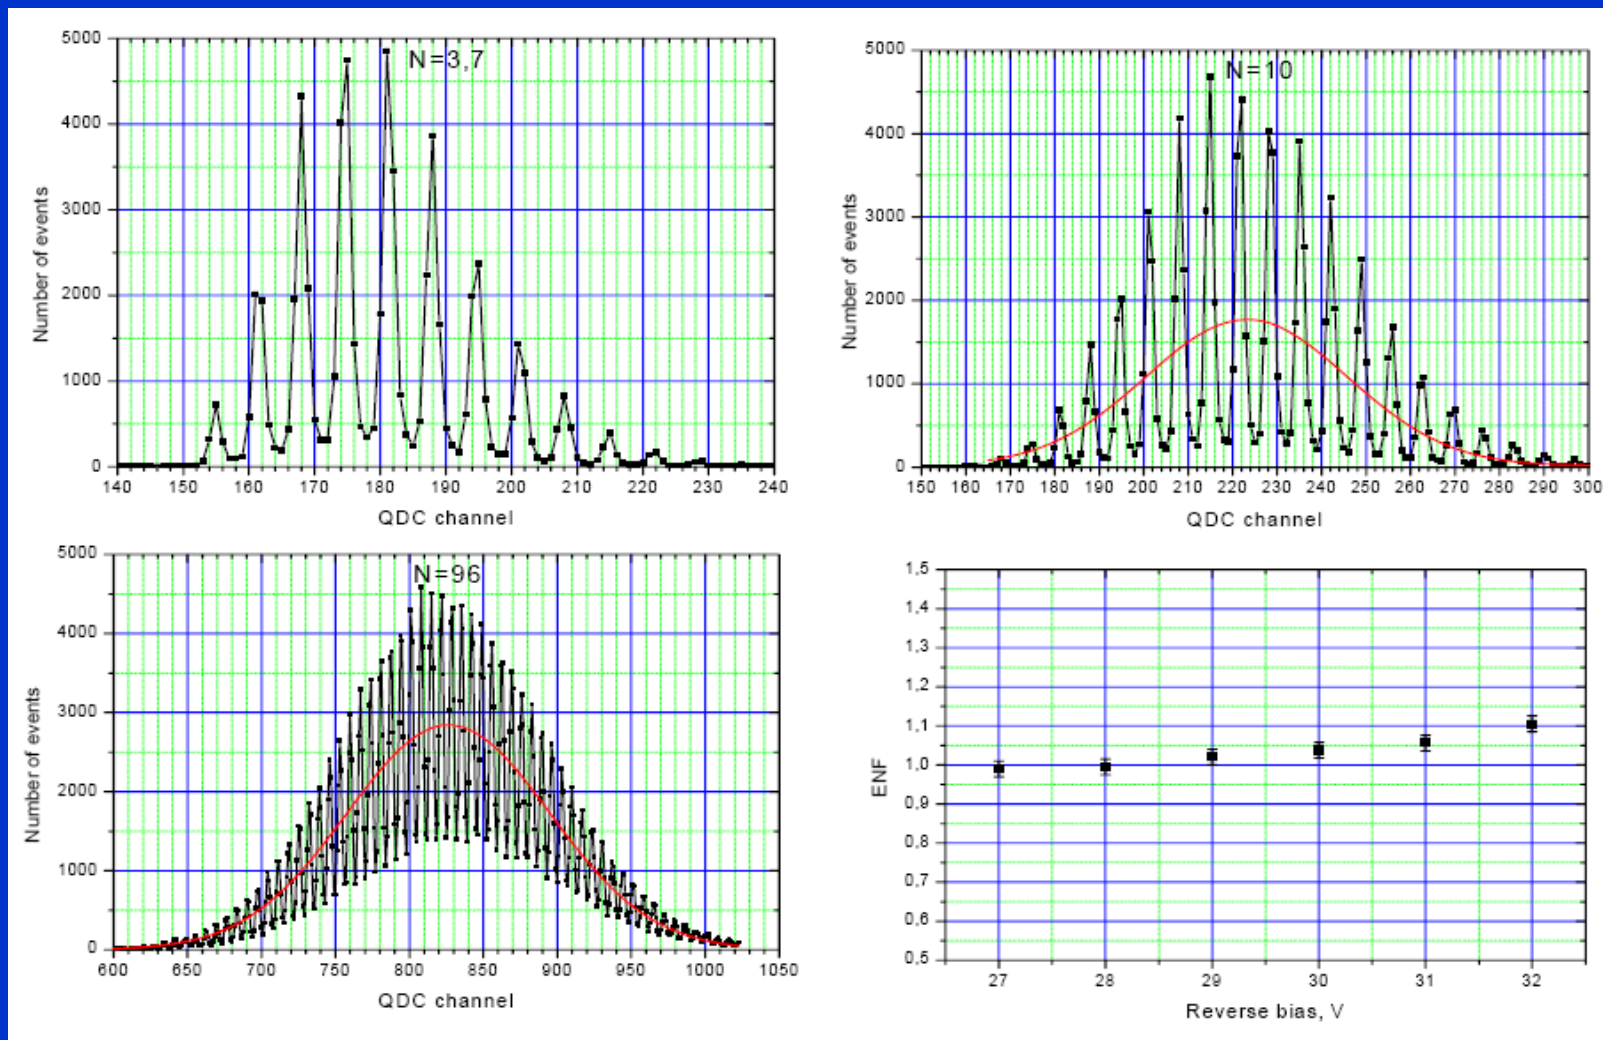 5000
4000
3000
2000
1000
0
N=3,7
Number of events
140 150 160 170 180 190 200 210 220 230 240
QDC channel
5000
4000
3000
2000
1000
0
N=10
Number of events
150 160 170 180 190 200 210 220 230 240 250 260 270 280 290 300
QDC channel
5000
4000
3000
2000
1000
0
N=96
Number of events
600 650 700 750 800 850 900 950 1000 1050
QDC channel
1,5
1,4
1,3
1,2
1,1
1,0
0,9
0,8
0,7
0,6
0,5
ENF
27 28 29 30 31 32
Reverse bias, V